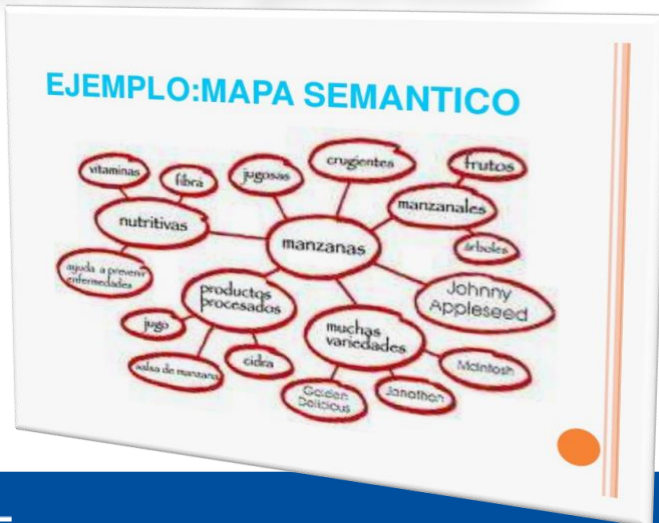 EJEMPLO:MAPA SEMANTICO
vitaminas
fibra
jugosas
crugientes
frutos
nutritivas
manzanales
manzanas
árboles
ayuda a prevenir
enfermedades
productos
procesados
Johnny
Appleseed
jugo
muchas
variedades
salsa de manzana
cidra
McIntosh
Golden
Delicious
Jonathon